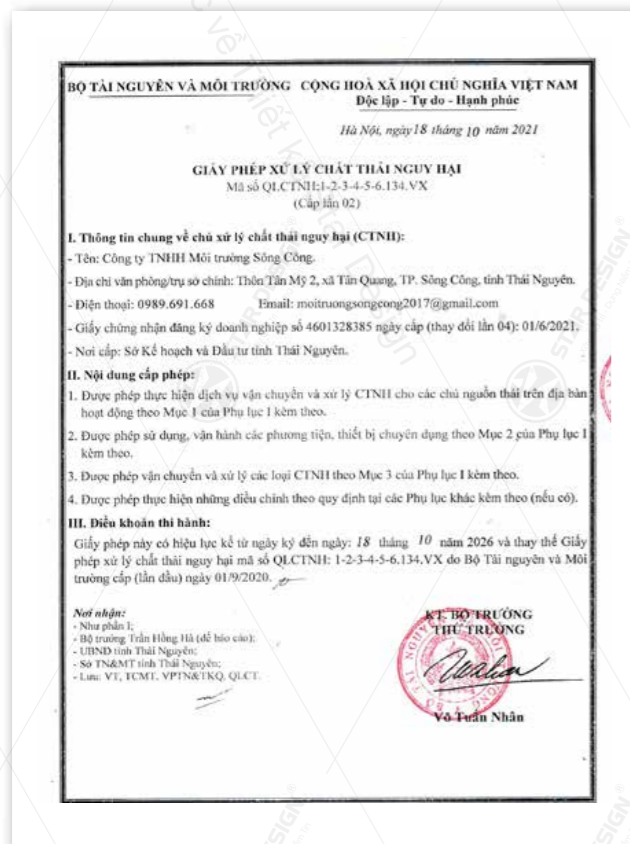 BỘ TÀI NGUYÊN VÀ MÔI TRƯỜNG
CỘNG HOÀ XÃ HỘI CHỦ NGHĨA VIỆT NAM
Độc lập - Tự do - Hạnh phúc
Hà Nội, ngày 18 tháng 10 năm 2021
GIẤY PHÉP XỬ LÝ CHẤT THẢI NGUY HẠI
Mã số QLCTNH:1-2-3-4-5-6.134.VX
(Cấp lần 02)
I. Thông tin chung về chủ xử lý chất thải nguy hại (CTNH):
- Tên: Công ty TNHH Môi trường Sông Công.
- Địa chỉ văn phòng/trụ sở chính: Thôn Tân Mỹ 2, xã Tân Quang, TP. Sông Công, tỉnh Thái Nguyên.
- Điện thoại: 0989.691.668 Email: moitruongsongcong2017@gmail.com
- Giấy chứng nhận đăng ký doanh nghiệp số 4601328385 ngày cấp (thay đổi lần 04): 01/6/2021.
- Nơi cấp: Sở Kế hoạch và Đầu tư tỉnh Thái Nguyên.
II. Nội dung cấp phép:
1. Được phép thực hiện dịch vụ vận chuyển và xử lý CTNH cho các chủ nguồn thải trên địa bàn
hoạt động theo Mục 1 của Phụ lục I kèm theo.
2. Được phép sử dụng, vận hành các phương tiện, thiết bị chuyên dụng theo Mục 2 của Phụ lục I
kèm theo.
3. Được phép vận chuyển và xử lý các loại CTNH theo Mục 3 của Phụ lục I kèm theo.
4. Được phép thực hiện những điều chỉnh theo quy định tại các Phụ lục khác kèm theo (nếu có).
III. Điều khoản thi hành:
Giấy phép này có hiệu lực kể từ ngày ký đến ngày: 18 tháng 10 năm 2026 và thay thế Giấy
phép xử lý chất thải nguy hại mã số QLCTNH: 1-2-3-4-5-6.134.VX do Bộ Tài nguyên và Môi
trường cấp (lần đầu) ngày 01/9/2020.
Nơi nhận:
- Như phần I;
- Bộ trưởng Trần Hồng Hà (để báo cáo);
- UBND tỉnh Thái Nguyên;
- Sở TN&MT tỉnh Thái Nguyên;
- Lưu: VT, TCMT, VPTN&TKQ, QLCT.
KT. BỘ TRƯỞNG
THỨ TRƯỞNG
Võ Tuấn Nhân